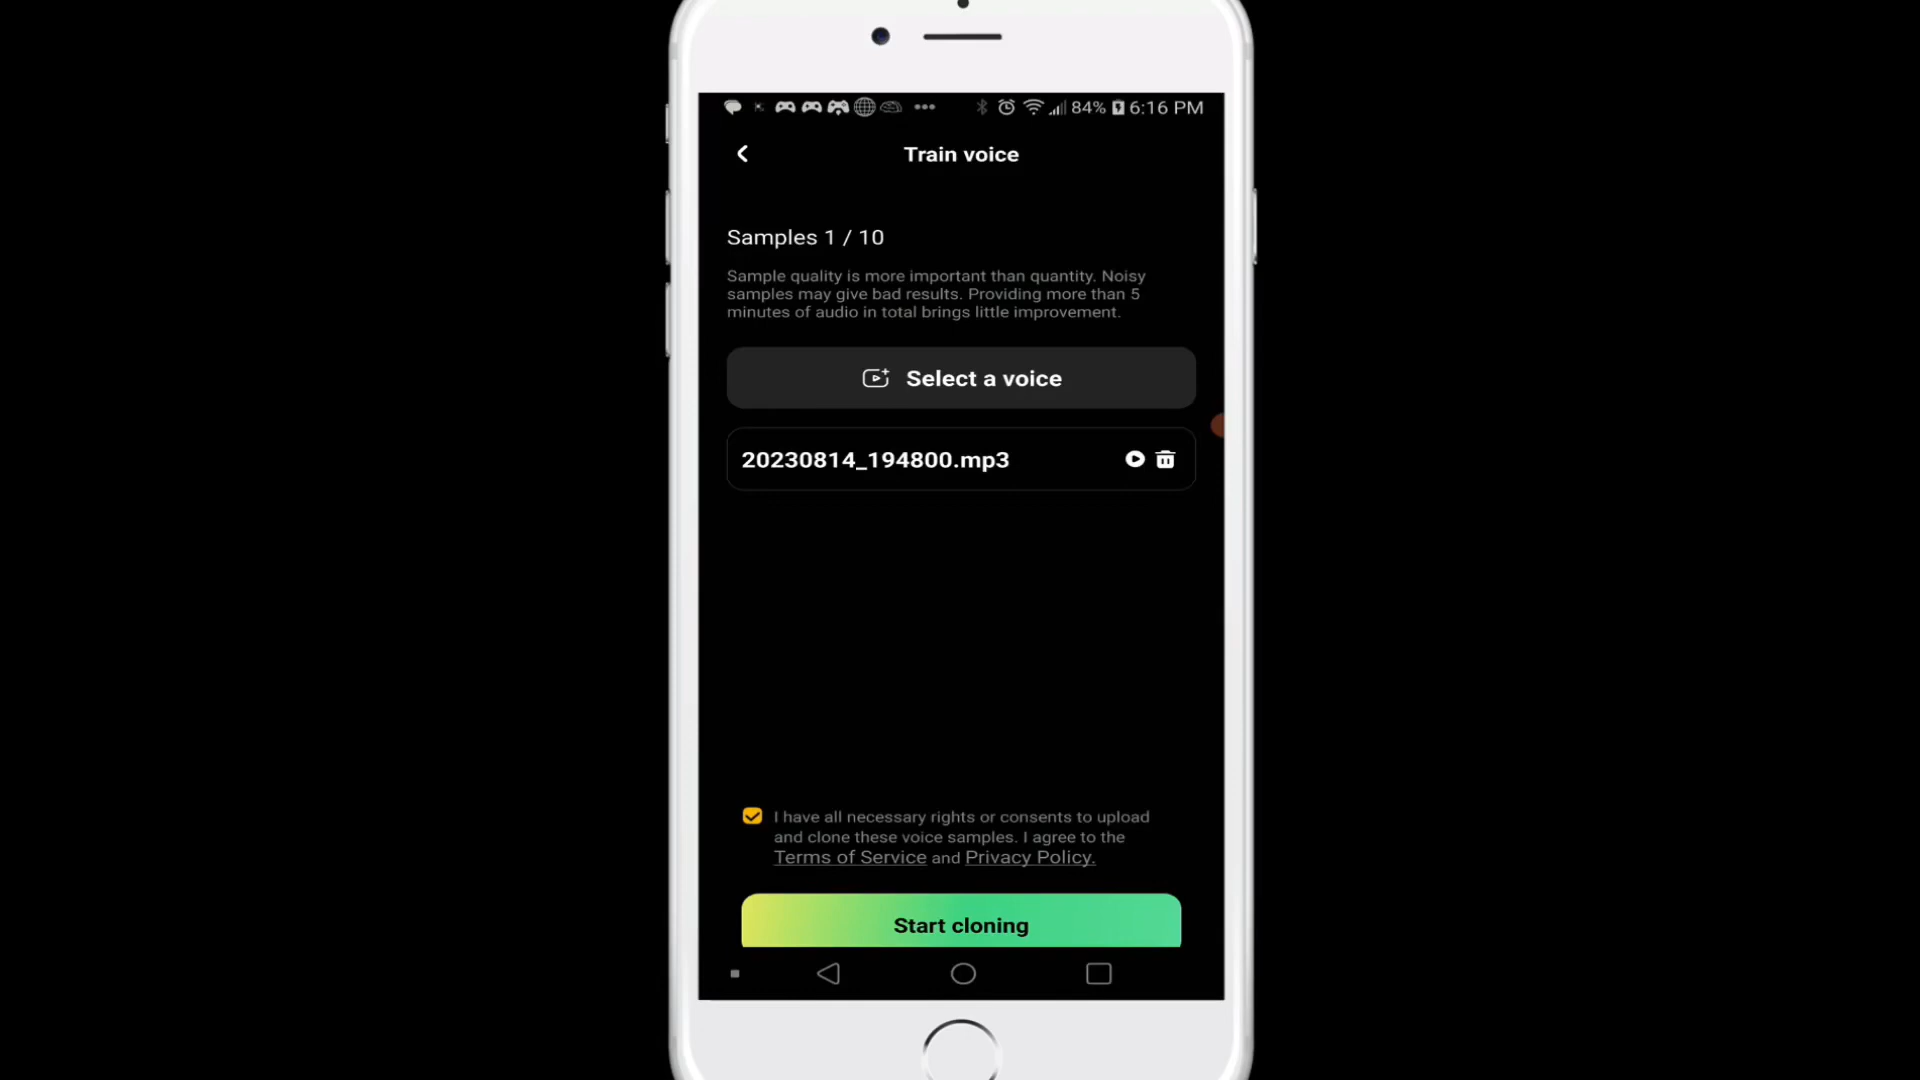 84% 6:16 PM
Train voice
Samples 1 / 10
Sample quality is more important than quantity. Noisy
samples may give bad results. Providing more than 5
minutes of audio in total brings little improvement.
Select a voice
20230814_194800.mp3
I have all necessary rights or consents to upload
and clone these voice samples. I agree to the
Terms of Service and Privacy Policy.
Start cloning